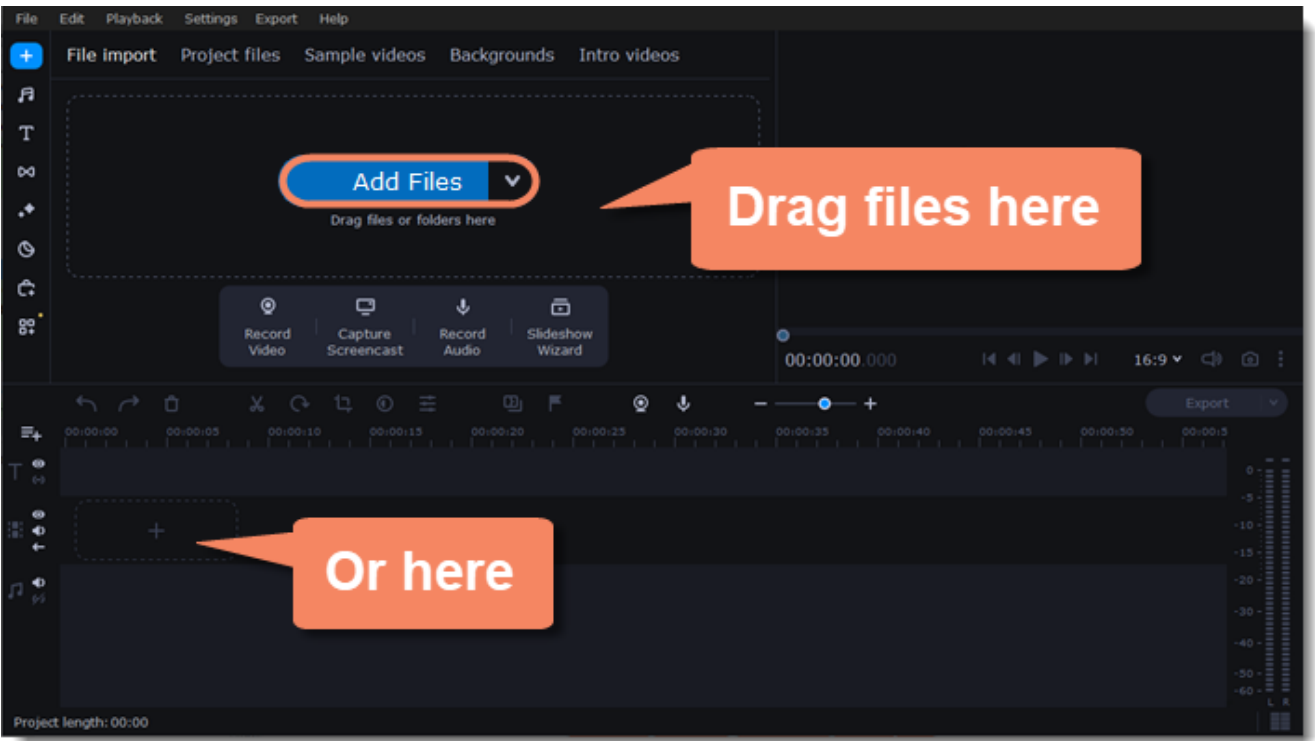 File Edit Playback Settings Export Help
File import Project files Sample videos Backgrounds Intro videos
Add Files
Drag files or folders here
Drag files here
Record Video
Capture Screencast
Record Audio
Slideshow Wizard
00:00:00.000
16:9
Export
00:00:00 00:00:05 00:00:10 00:00:15 00:00:20 00:00:25 00:00:30 00:00:35 00:00:40 00:00:45 00:00:50 00:00:5
Or here
0
-5
-10
-15
-20
-30
-40
-50
-60
L R
Project length: 00:00